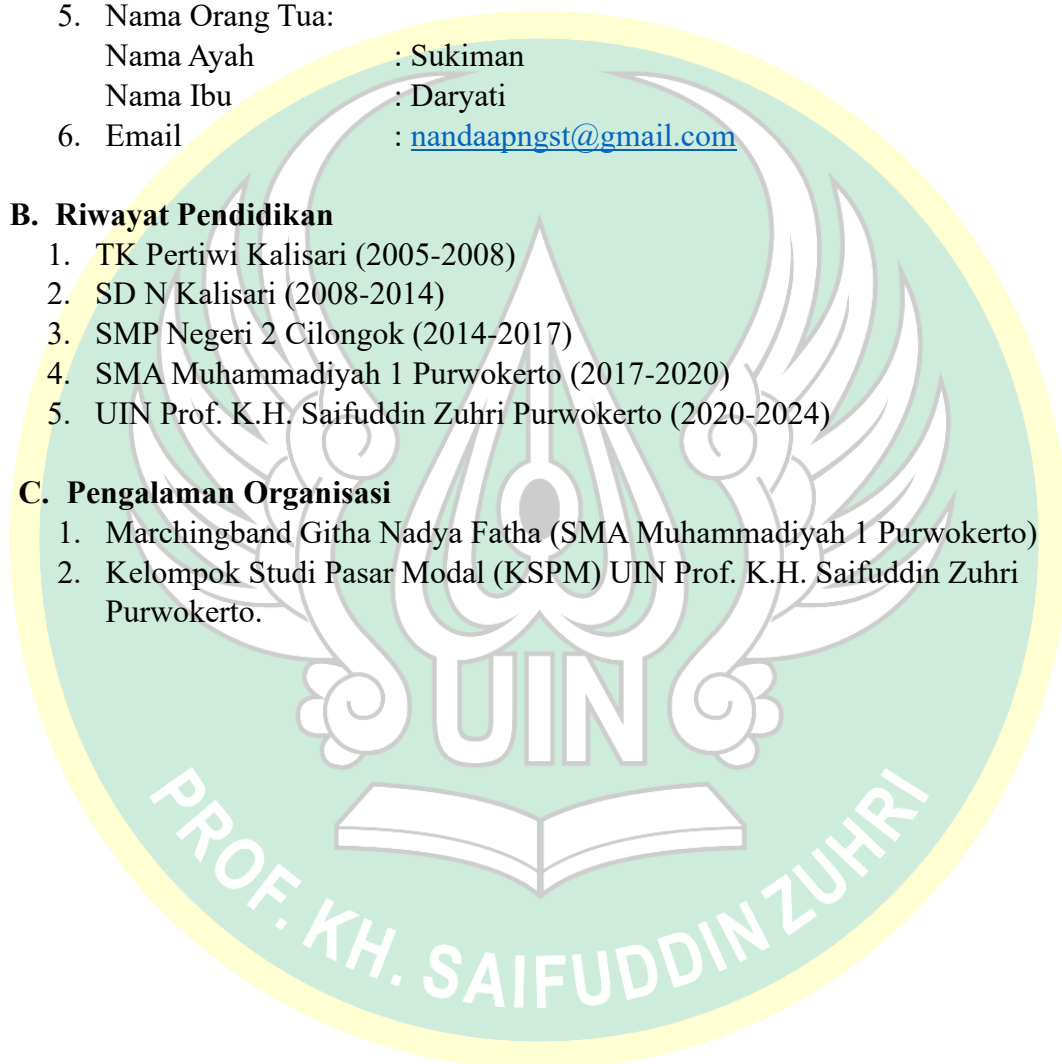 5. Nama Orang Tua:
Nama Ayah : Sukiman
Nama Ibu : Daryati
6. Email : nandaapngst@gmail.com
B. Riwayat Pendidikan
1. TK Pertiwi Kalisari (2005-2008)
2. SD N Kalisari (2008-2014)
3. SMP Negeri 2 Cilongok (2014-2017)
4. SMA Muhammadiyah 1 Purwokerto (2017-2020)
5. UIN Prof. K.H. Saifuddin Zuhri Purwokerto (2020-2024)
C. Pengalaman Organisasi
1. Marchingband Githa Nadya Fatha (SMA Muhammadiyah 1 Purwokerto)
2. Kelompok Studi Pasar Modal (KSPM) UIN Prof. K.H. Saifuddin Zuhri
Purwokerto.
UIN
PROF. KH. SAIFUDDIN ZUHRI